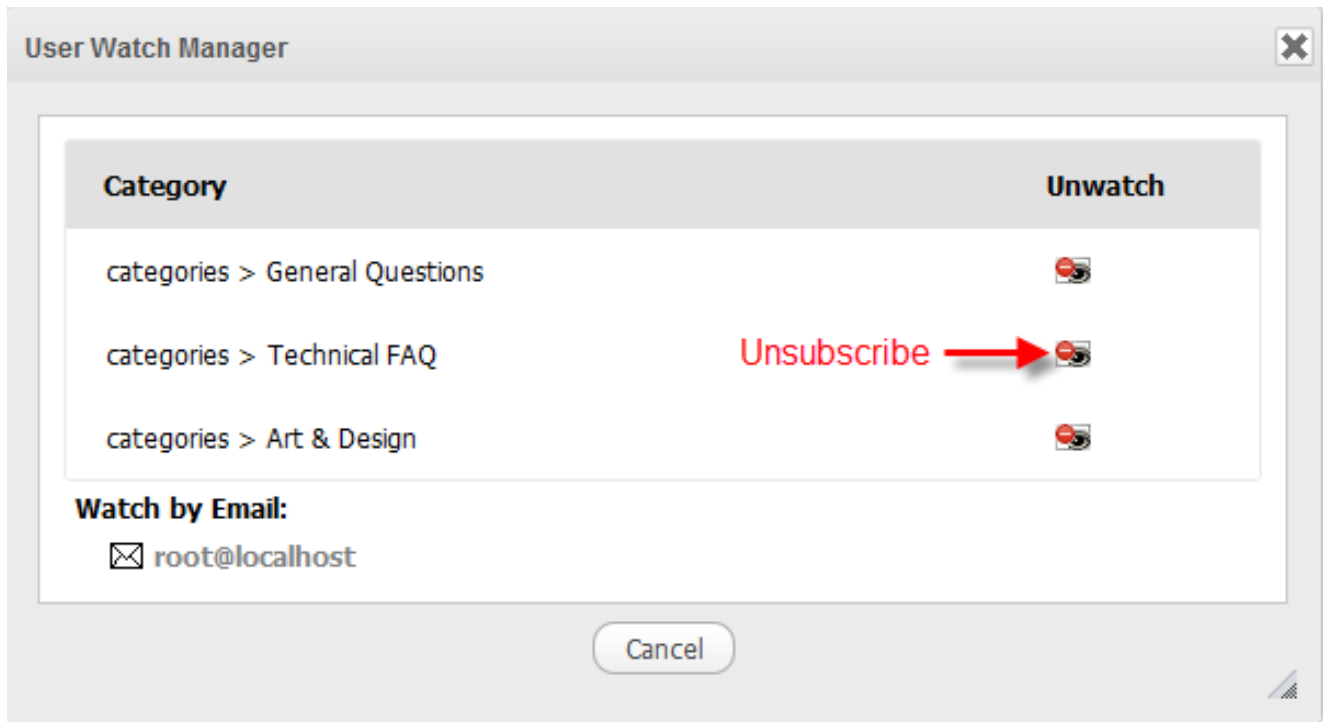 User Watch Manager
Category Unwatch
categories > General Questions
categories > Technical FAQ Unsubscribe
categories > Art & Design
Watch by Email:
root@localhost
Cancel